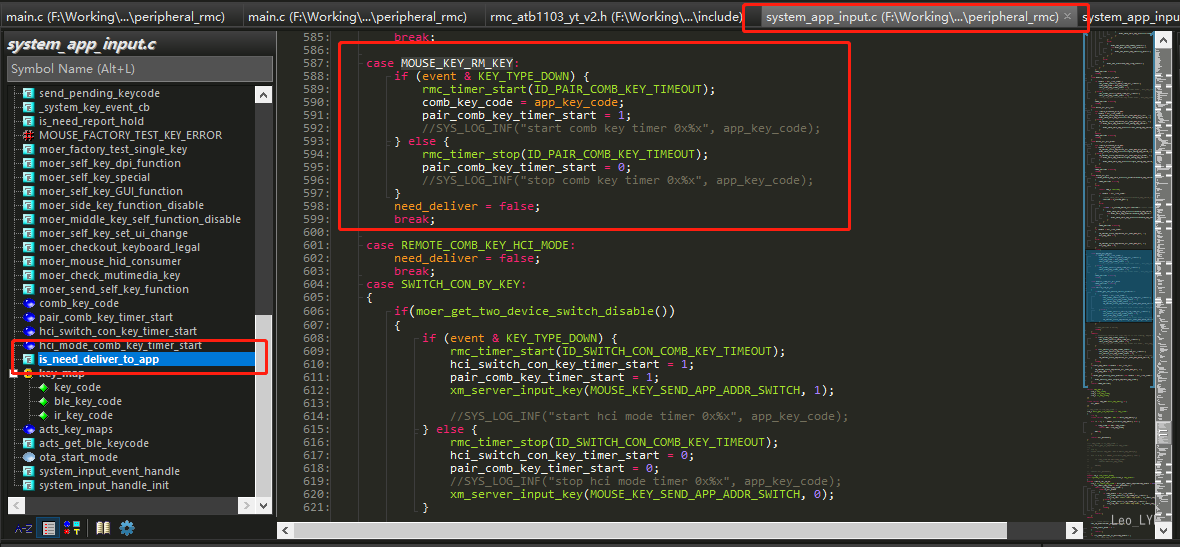 main.c (F:\Working\...\peripheral_rmc)
main.c (F:\Working\...\peripheral_rmc)
rmc_atb1103_yt_v2.h (F:\Working\...\include)
system_app_input.c (F:\Working\...\peripheral_rmc)
system_app_inpu
system_app_input.c
Symbol Name (Alt+L)
send_pending_keycode
_system_key_event_cb
is_need_report_hold
MOUSE_FACTORY_TEST_KEY_ERROR
moer_factory_test_single_key
moer_self_key_dpi_function
moer_self_key_special
moer_self_key_GUI_function
moer_side_key_function_disable
moer_middle_key_self_function_disable
moer_self_key_set_ui_change
moer_checkout_keyboard_legal
moer_mouse_hid_consumer
moer_check_mutimedia_key
moer_send_self_key_function
comb_key_code
pair_comb_key_timer_start
hci_switch_con_key_timer_start
hci_mode_comb_key_timer_start
is_need_deliver_to_app
key_map
key_code
ble_key_code
ir_key_code
acts_key_maps
acts_get_ble_keycode
ota_start_mode
system_input_event_handle
system_input_handle_init
A-Z
585: break;
586:
587: case MOUSE_KEY_RM_KEY:
588: if (event & KEY_TYPE_DOWN) {
589: rmc_timer_start(ID_PAIR_COMB_KEY_TIMEOUT);
590: comb_key_code = app_key_code;
591: pair_comb_key_timer_start = 1;
592: //SYS_LOG_INF("start comb key timer 0x%x", app_key_code);
593: } else {
594: rmc_timer_stop(ID_PAIR_COMB_KEY_TIMEOUT);
595: pair_comb_key_timer_start = 0;
596: //SYS_LOG_INF("stop comb key timer 0x%x", app_key_code);
597: }
598: need_deliver = false;
599: break;
600:
601: case REMOTE_COMB_KEY_HCI_MODE:
602: need_deliver = false;
603: break;
604: case SWITCH_CON_BY_KEY:
605: {
606: if(moer_get_two_device_switch_disable())
607: {
608: if (event & KEY_TYPE_DOWN) {
609: rmc_timer_start(ID_SWITCH_CON_COMB_KEY_TIMEOUT);
610: hci_switch_con_key_timer_start = 1;
611: pair_comb_key_timer_start = 1;
612: xm_server_input_key(MOUSE_KEY_SEND_APP_ADDR_SWITCH, 1);
613:
614: //SYS_LOG_INF("start hci mode timer 0x%x", app_key_code);
615: } else {
616: rmc_timer_stop(ID_SWITCH_CON_COMB_KEY_TIMEOUT);
617: hci_switch_con_key_timer_start = 0;
618: pair_comb_key_timer_start = 0;
619: //SYS_LOG_INF("stop hci mode timer 0x%x", app_key_code);
620: xm_server_input_key(MOUSE_KEY_SEND_APP_ADDR_SWITCH, 0);
621: }